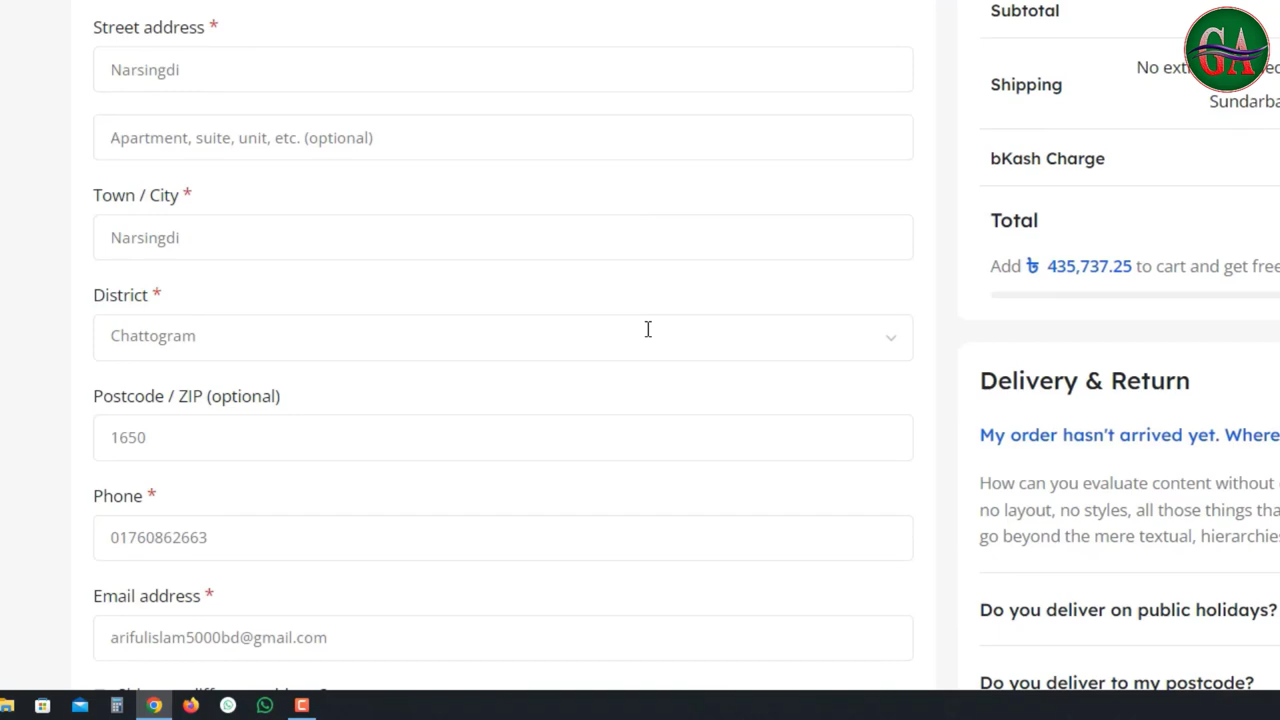 Street address *
Narsingdi
Apartment, suite, unit, etc. (optional)
Town / City *
Narsingdi
District *
Chattogram
Postcode / ZIP (optional)
1650
Phone *
01760862663
Email address *
arifulislam5000bd@gmail.com
Subtotal
Shipping
No
Sundarba
bKash Charge
Total
Add ৳ 435,737.25 to cart and get free
Delivery & Return
My order hasn't arrived yet. Where
How can you evaluate content without
no layout, no styles, all those things tha
go beyond the mere textual, hierarchies
Do you deliver on public holidays?
Do you deliver to my postcode?
GA